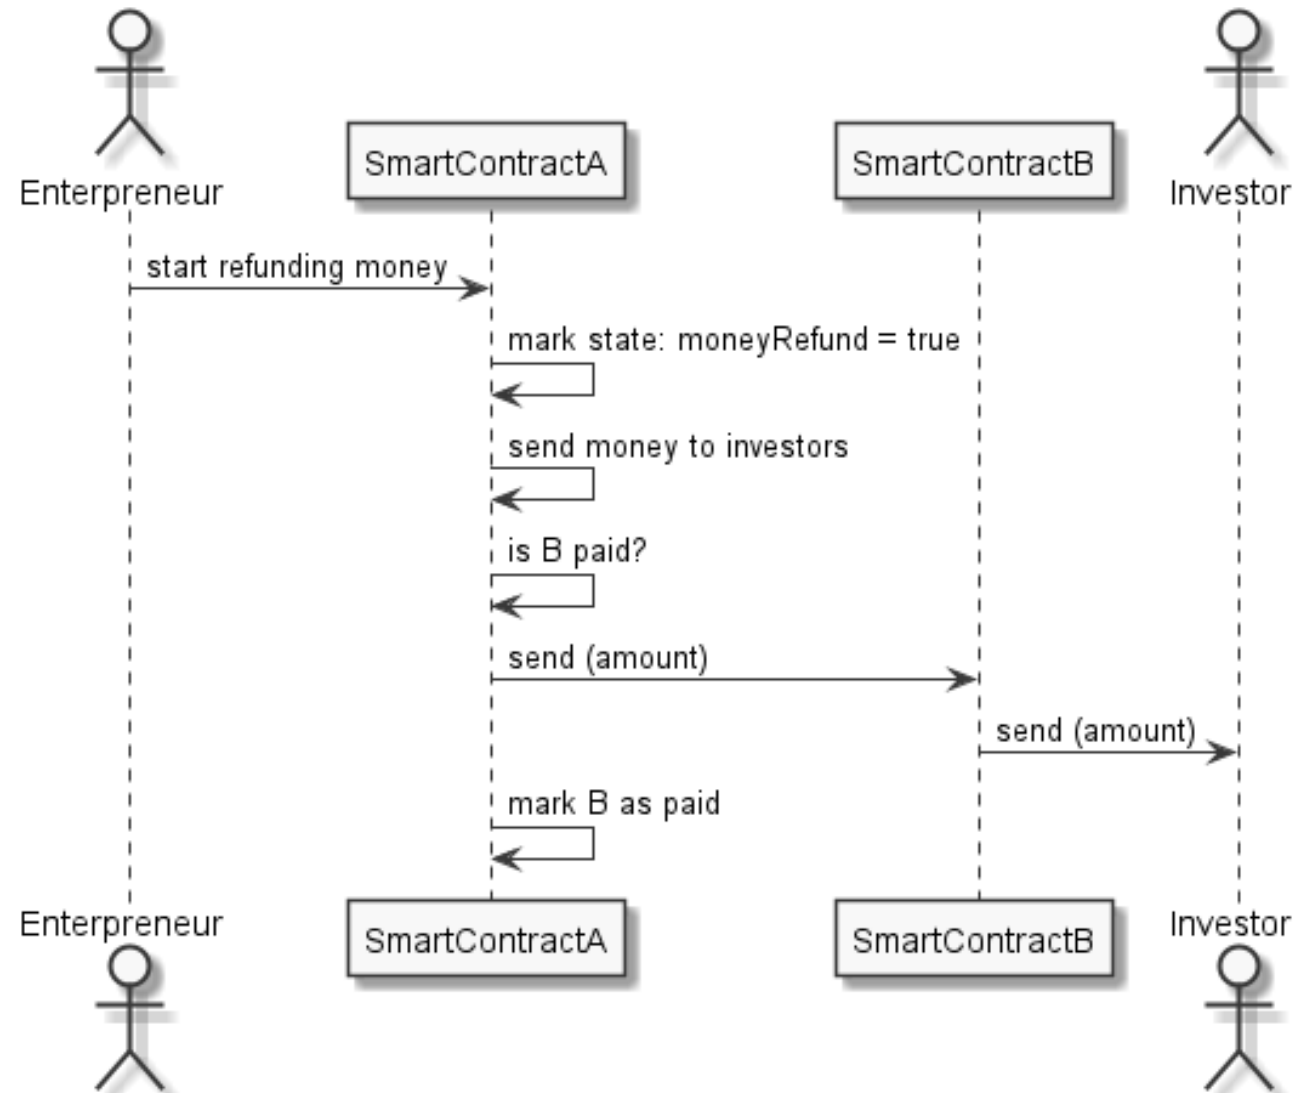 Enterpreneur
SmartContractA
SmartContractB
Investor
start refunding money
mark state: moneyRefund = true
send money to investors
is B paid?
send (amount)
send (amount)
mark B as paid
Enterpreneur
SmartContractA
SmartContractB
Investor